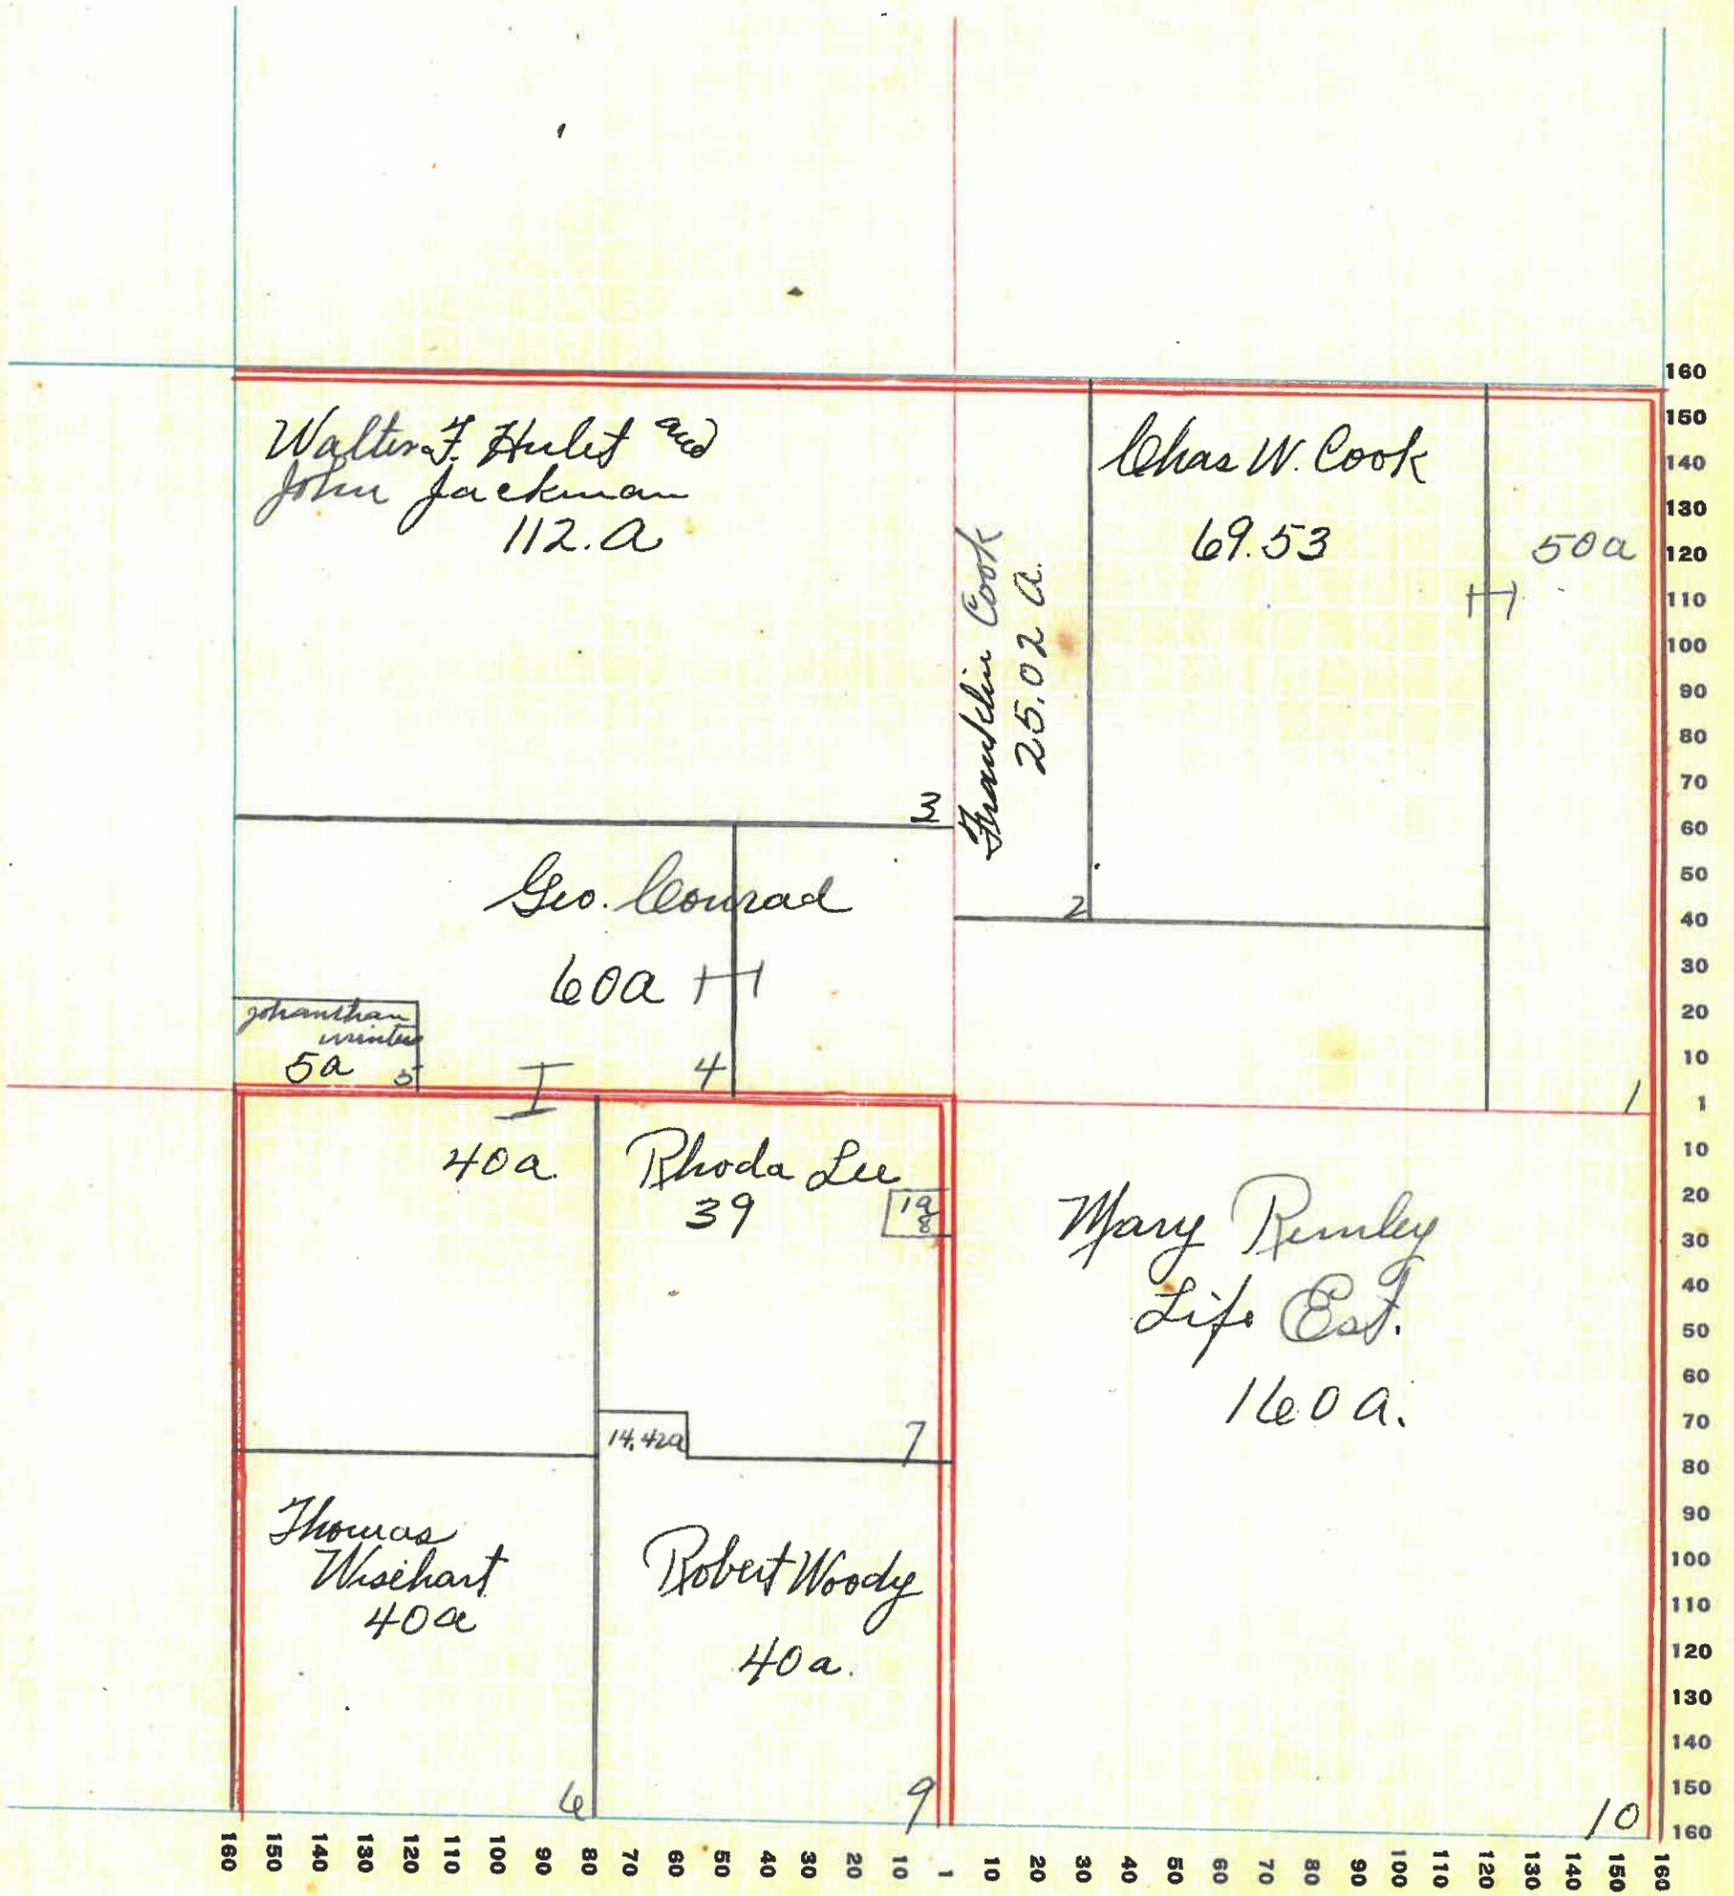 Walter F. Hulet and
John Jackman
112.a
3
Franklin Cook
25.02 a.
2
Chas W. Cook
69.53
50a
1
Geo. Conrad
60a
4
Johanthan
5a
5
40a
Rhoda Lee
39
1a
8
14.42a
7
Mary Remley
Life Est.
160a.
10
Thomas
Wisehart
40a
6
Robert Woody
40a.
9
160
150
140
130
120
110
100
90
80
70
60
50
40
30
20
10
1
10
20
30
40
50
60
70
80
90
100
110
120
130
140
150
160
160 150 140 130 120 110 100 90 80 70 60 50 40 30 20 10 1 10 20 30 40 50 60 70 80 90 100 110 120 130 140 150 160